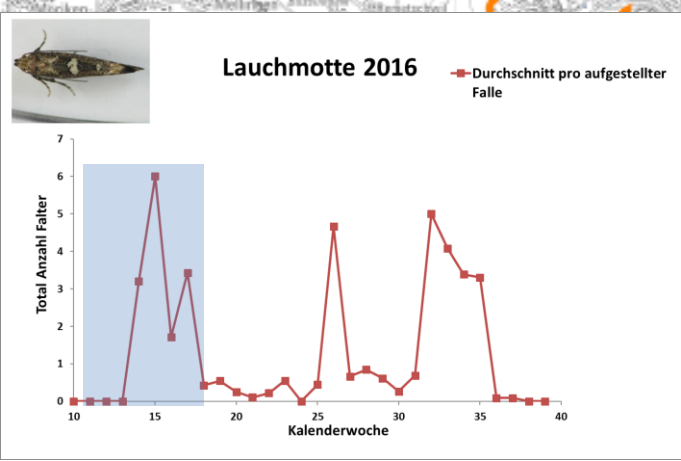 Lauchmotte 2016
Durchschnitt pro aufgestellter
Falle
Total Anzahl Falter
7
6
5
4
3
2
1
0
10 15 20 25 30 35 40
Kalenderwoche